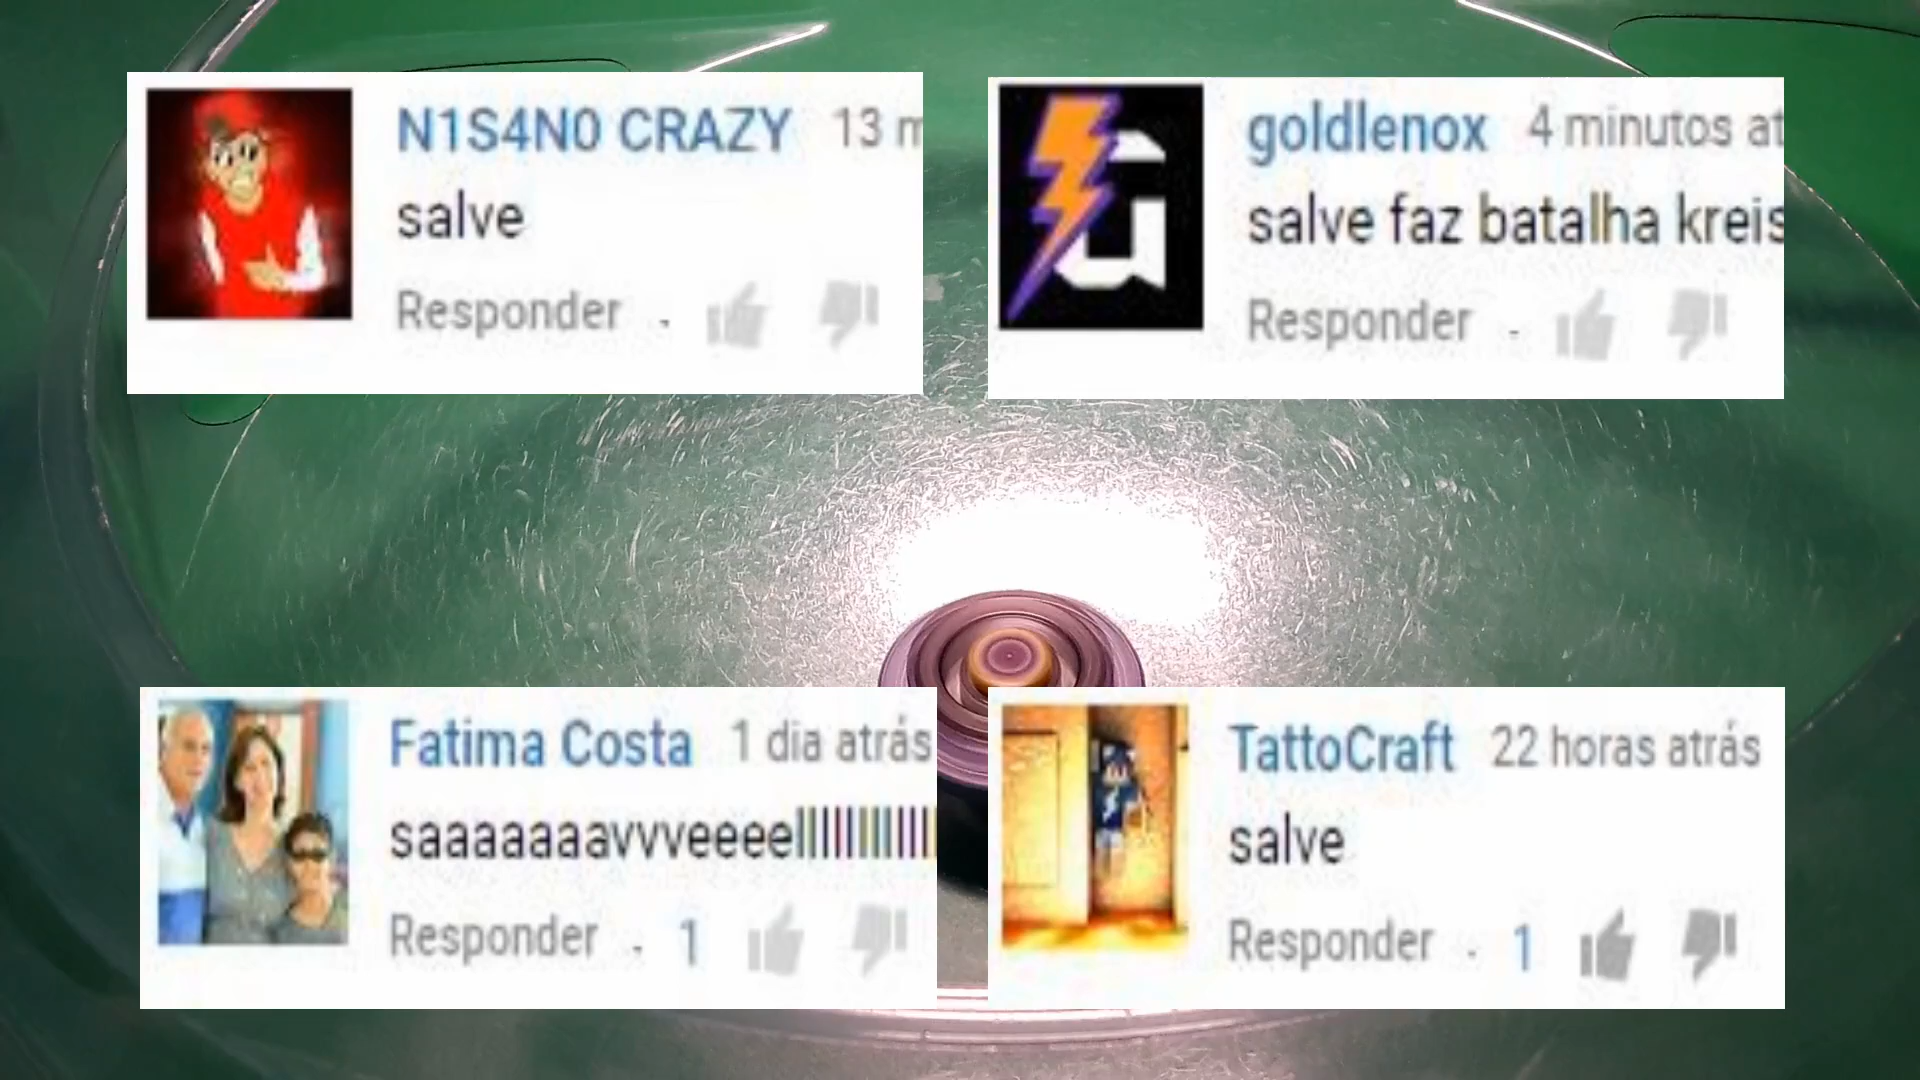 N1S4N0 CRAZY 13 m
salve
Responder .
goldlenox 4 minutos at
salve faz batalha kreis
Responder .
Fatima Costa 1 dia atrás
Responder . 1
TattoCraft 22 horas atrás
salve
Responder . 1